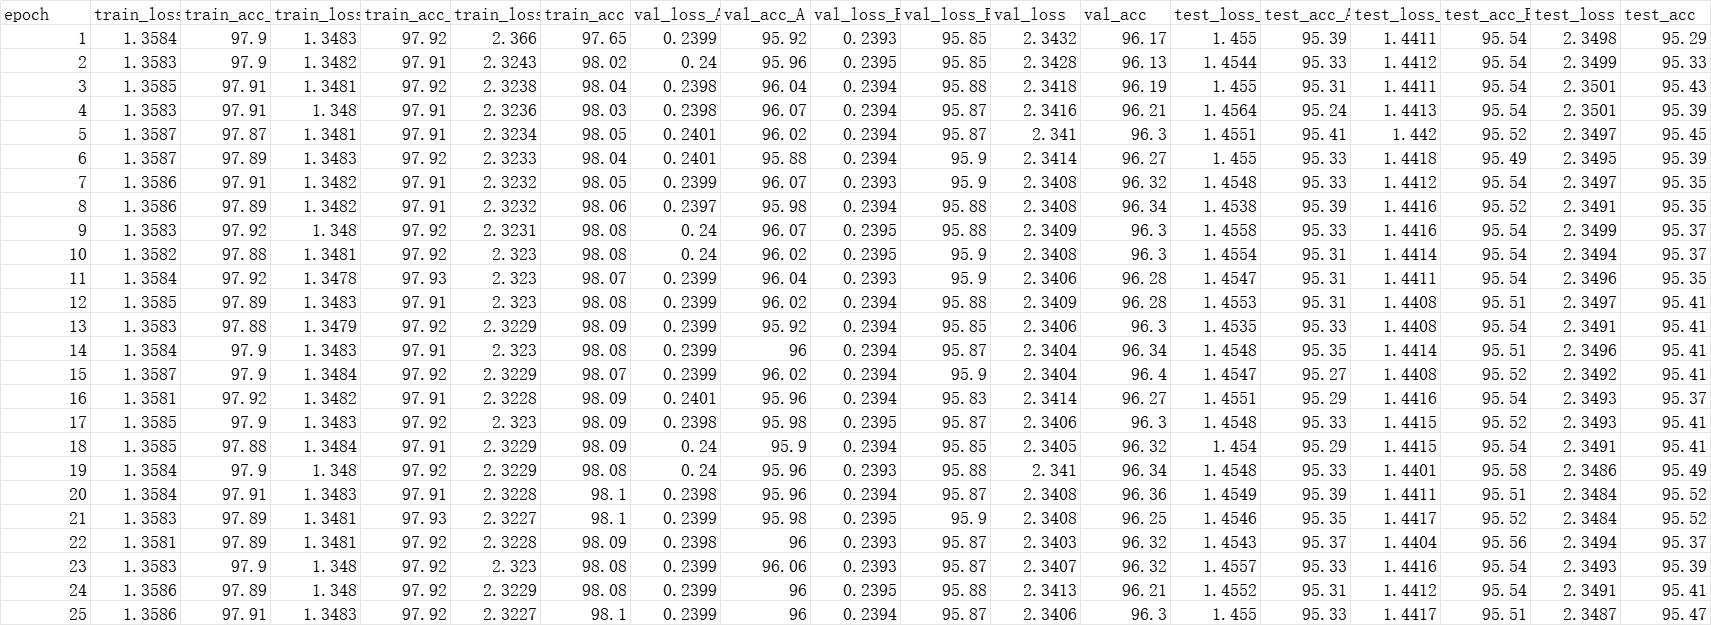 epoch train_loss train_acc_ train_loss train_acc_ train_loss train_acc val_loss_A val_acc_A val_loss_E val_loss_E val_loss val_acc test_loss_ test_acc_A test_loss_ test_acc_E test_loss test_acc
1 1.3584 97.9 1.3483 97.92 2.366 97.65 0.2399 95.92 0.2393 95.85 2.3432 96.17 1.455 95.39 1.4411 95.54 2.3498 95.29
2 1.3583 97.9 1.3482 97.91 2.3243 98.02 0.24 95.96 0.2395 95.85 2.3428 96.13 1.4544 95.33 1.4412 95.54 2.3499 95.33
3 1.3585 97.91 1.3481 97.92 2.3238 98.04 0.2398 96.04 0.2394 95.88 2.3418 96.19 1.455 95.31 1.4411 95.54 2.3501 95.43
4 1.3583 97.91 1.348 97.91 2.3236 98.03 0.2398 96.07 0.2394 95.87 2.3416 96.21 1.4564 95.24 1.4413 95.54 2.3501 95.39
5 1.3587 97.87 1.3481 97.92 2.3234 98.05 0.2401 96.02 0.2394 95.87 2.341 96.3 1.4551 95.41 1.442 95.52 2.3497 95.45
6 1.3587 97.89 1.3483 97.92 2.3233 98.04 0.2401 95.88 0.2394 95.9 2.3414 96.27 1.455 95.33 1.4418 95.49 2.3495 95.39
7 1.3586 97.91 1.3482 97.91 2.3232 98.05 0.2399 96.07 0.2393 95.9 2.3408 96.32 1.4548 95.33 1.4412 95.54 2.3497 95.35
8 1.3586 97.89 1.3482 97.91 2.3232 98.06 0.2397 95.98 0.2394 95.88 2.3408 96.34 1.4538 95.39 1.4416 95.52 2.3491 95.35
9 1.3583 97.92 1.348 97.92 2.3231 98.08 0.24 96.07 0.2395 95.88 2.3409 96.3 1.4558 95.33 1.4416 95.54 2.3499 95.37
10 1.3582 97.88 1.3481 97.92 2.323 98.08 0.24 96.02 0.2395 95.9 2.3408 96.3 1.4554 95.31 1.4414 95.54 2.3494 95.37
11 1.3584 97.92 1.3478 97.93 2.323 98.07 0.2399 96.04 0.2393 95.9 2.3406 96.28 1.4547 95.31 1.4411 95.54 2.3496 95.35
12 1.3585 97.89 1.3483 97.91 2.323 98.08 0.2399 96.02 0.2394 95.88 2.3409 96.28 1.4553 95.31 1.4408 95.51 2.3497 95.41
13 1.3583 97.88 1.3479 97.92 2.3229 98.09 0.2399 95.92 0.2394 95.85 2.3406 96.3 1.4535 95.33 1.4408 95.54 2.3491 95.41
14 1.3584 97.9 1.3483 97.91 2.323 98.08 0.2399 96 0.2394 95.87 2.3404 96.34 1.4548 95.35 1.4414 95.51 2.3496 95.41
15 1.3587 97.9 1.3484 97.92 2.3229 98.07 0.2399 96.02 0.2394 95.9 2.3404 96.4 1.4547 95.27 1.4408 95.52 2.3492 95.41
16 1.3581 97.92 1.3482 97.91 2.3228 98.09 0.2401 95.96 0.2394 95.83 2.3414 96.27 1.4551 95.29 1.4416 95.54 2.3493 95.37
17 1.3585 97.9 1.3483 97.92 2.323 98.09 0.2398 95.98 0.2395 95.87 2.3406 96.3 1.4548 95.33 1.4415 95.52 2.3493 95.41
18 1.3585 97.88 1.3484 97.91 2.3229 98.09 0.24 95.9 0.2394 95.85 2.3405 96.32 1.454 95.29 1.4415 95.54 2.3491 95.41
19 1.3584 97.9 1.348 97.92 2.3229 98.08 0.24 95.96 0.2393 95.88 2.341 96.34 1.4548 95.33 1.4401 95.58 2.3486 95.49
20 1.3584 97.91 1.3483 97.91 2.3228 98.1 0.2398 95.96 0.2394 95.87 2.3408 96.36 1.4549 95.39 1.4411 95.51 2.3484 95.52
21 1.3583 97.89 1.3481 97.93 2.3227 98.1 0.2399 95.98 0.2395 95.9 2.3408 96.25 1.4546 95.35 1.4417 95.52 2.3484 95.52
22 1.3581 97.89 1.3481 97.92 2.3228 98.09 0.2398 96 0.2393 95.87 2.3403 96.32 1.4543 95.37 1.4404 95.56 2.3494 95.37
23 1.3583 97.9 1.348 97.92 2.323 98.08 0.2399 96.06 0.2393 95.87 2.3407 96.32 1.4557 95.33 1.4416 95.54 2.3493 95.39
24 1.3586 97.89 1.348 97.92 2.3229 98.08 0.2399 96 0.2395 95.88 2.3413 96.21 1.4552 95.31 1.4412 95.54 2.3491 95.41
25 1.3586 97.91 1.3483 97.92 2.3227 98.1 0.2399 96 0.2394 95.87 2.3406 96.3 1.455 95.33 1.4417 95.51 2.3487 95.47